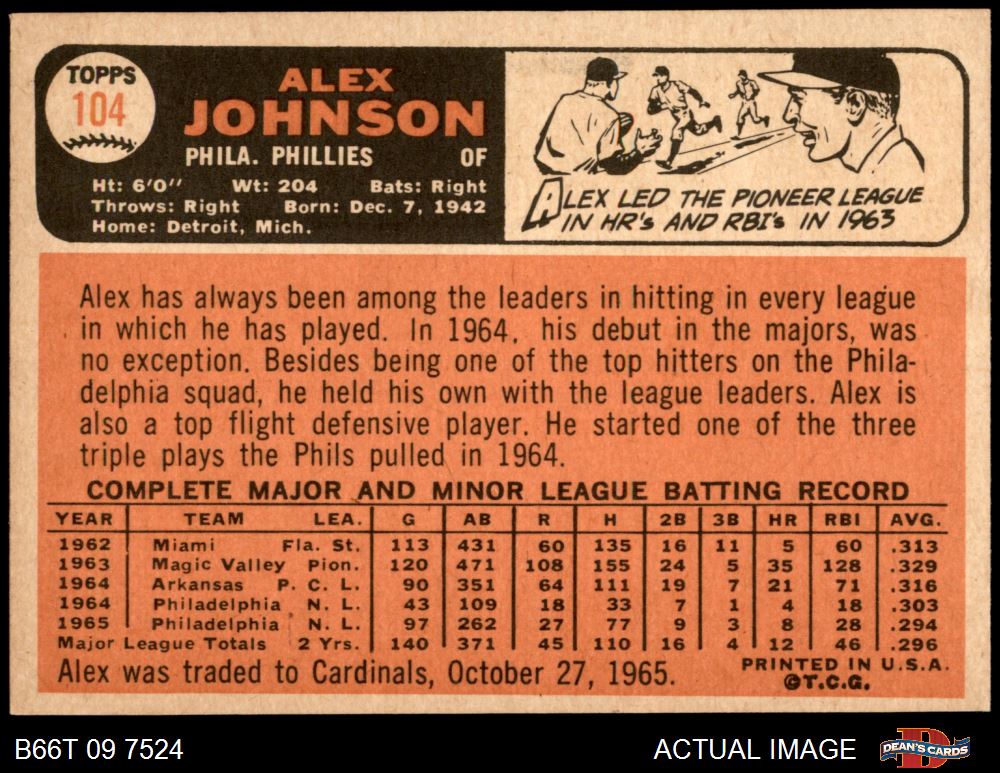 TOPPS
104
ALEX
JOHNSON
PHILA. PHILLIES OF
Ht: 6'0" Wt: 204 Bats: Right
Throws: Right Born: Dec. 7, 1942
Home: Detroit, Mich.
ALEX LED THE PIONEER LEAGUE
IN HR's AND RBI's IN 1963
Alex has always been among the leaders in hitting in every league
in which he has played. In 1964, his debut in the majors, was
no exception. Besides being one of the top hitters on the Phila-
delphia squad, he held his own with the league leaders. Alex is
also a top flight defensive player. He started one of the three
triple plays the Phils pulled in 1964.
COMPLETE MAJOR AND MINOR LEAGUE BATTING RECORD
YEAR TEAM LEA. G AB R H 2B 3B HR RBI AVG.
1962 Miami Fla. St. 113 431 60 135 16 11 5 60 .313
1963 Magic Valley Pion. 120 471 108 155 24 5 35 128 .329
1964 Arkansas P. C. L. 90 351 64 111 19 7 21 71 .316
1964 Philadelphia N. L. 43 109 18 33 7 1 4 18 .303
1965 Philadelphia N. L. 97 262 27 77 9 3 8 28 .294
Major League Totals 2 Yrs. 140 371 45 110 16 4 12 46 .296
Alex was traded to Cardinals, October 27, 1965.
PRINTED IN U.S.A.
©T.C.G.
B66T 09 7524
ACTUAL IMAGE
DEAN'S CARDS